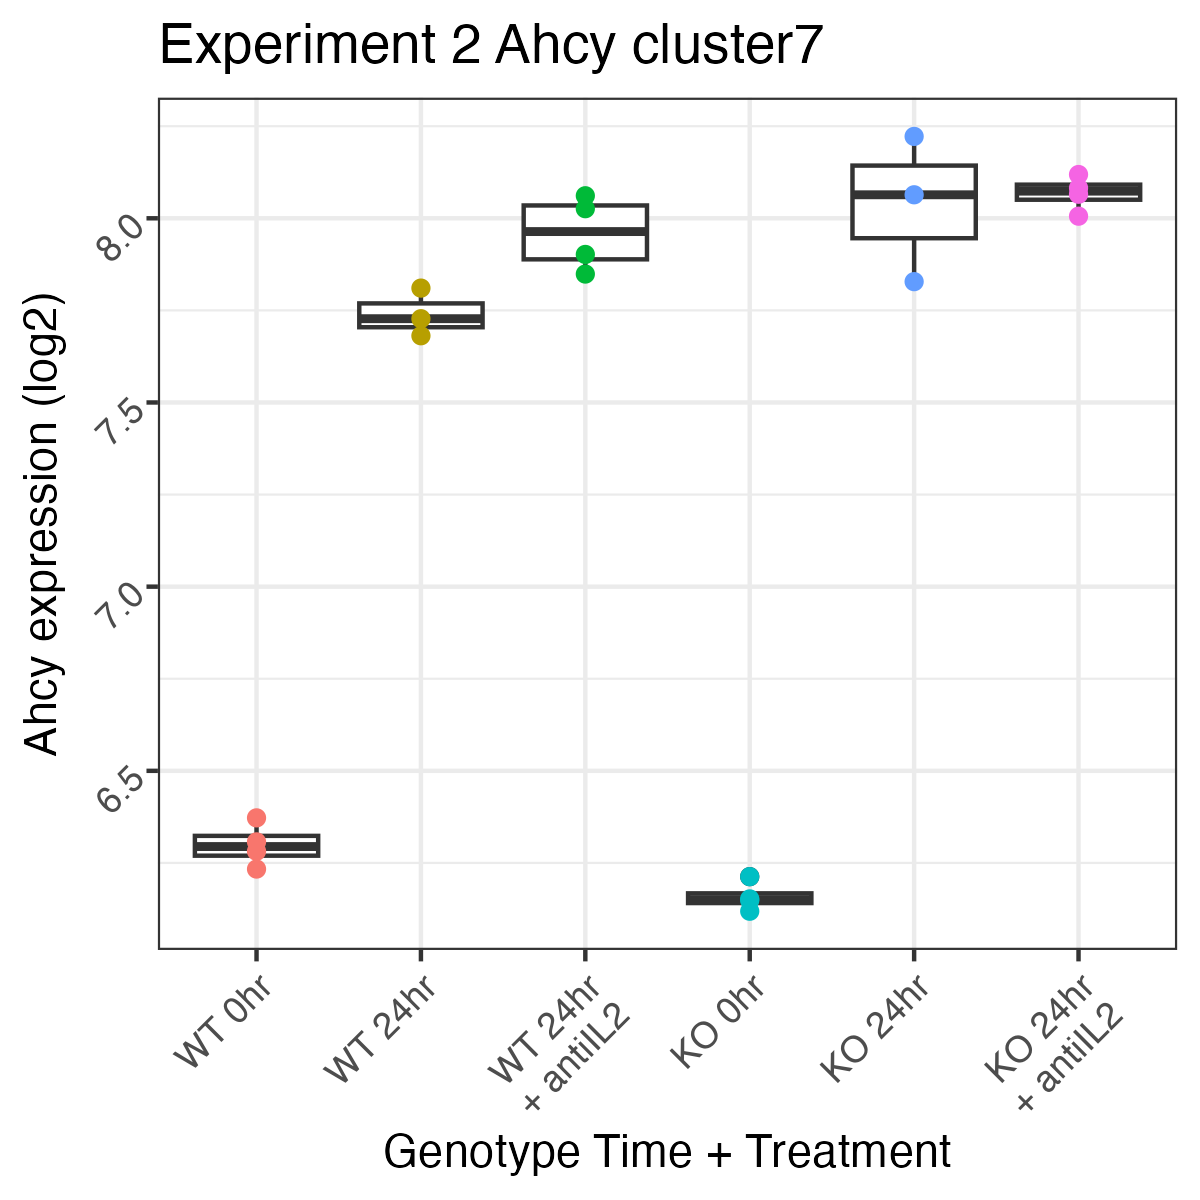 Experiment 2 Ahcy cluster7
Ahcy expression (log2)
8.0
7.5
7.0
6.5
WT 0hr
WT 24hr
WT 24hr
+ antiIL2
KO 0hr
KO 24hr
KO 24hr
+ antiIL2
Genotype Time + Treatment